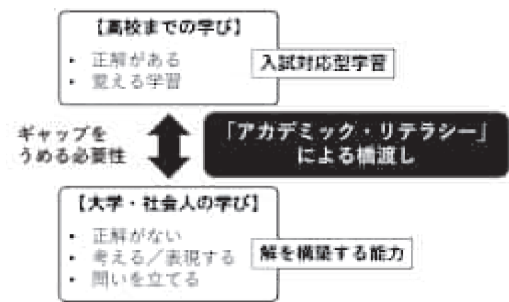 【高校までの学び】
• 正解がある
• 覚える学習
入試対応型学習
ギャップを
うめる必要性
「アカデミック・リテラシー」
による橋渡し
【大学・社会人の学び】
• 正解がない
• 考える/表現する
• 問いを立てる
解を構築する能力